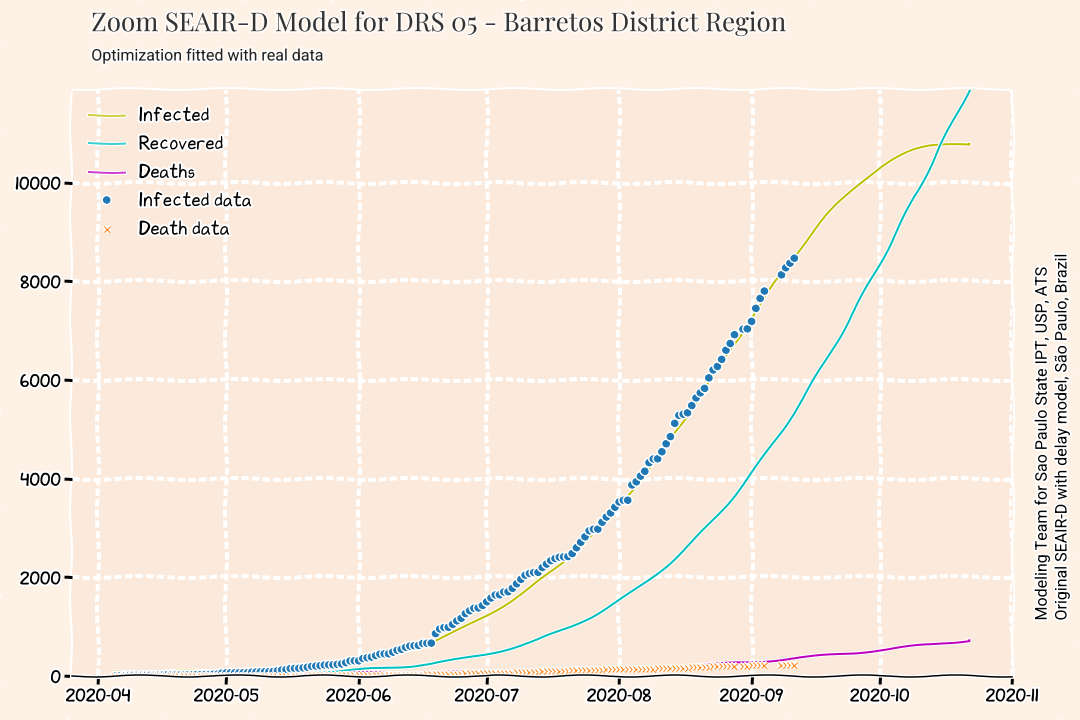 Zoom SEAIR-D Model for DRS 05 - Barretos District Region
Optimization fitted with real data
Infected
Recovered
Deaths
Infected data
Death data
10000
8000
6000
4000
2000
0
2020-04
2020-05
2020-06
2020-07
2020-08
2020-09
2020-10
2020-11
Modeling Team for Sao Paulo State IPT, USP, ATS
Original SEAIR-D with delay model, São Paulo, Brazil